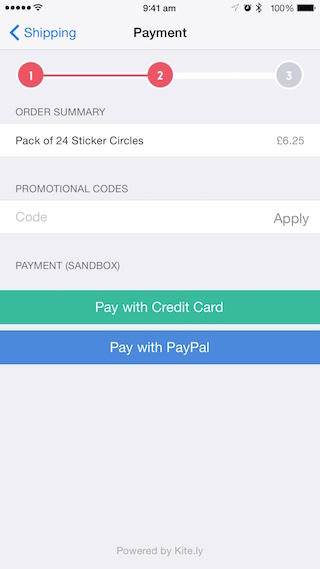 9:41 am
100%
Shipping
Payment
1
2
3
ORDER SUMMARY
Pack of 24 Sticker Circles
£6.25
PROMOTIONAL CODES
Code
Apply
PAYMENT (SANDBOX)
Pay with Credit Card
Pay with PayPal
Powered by Kite.ly